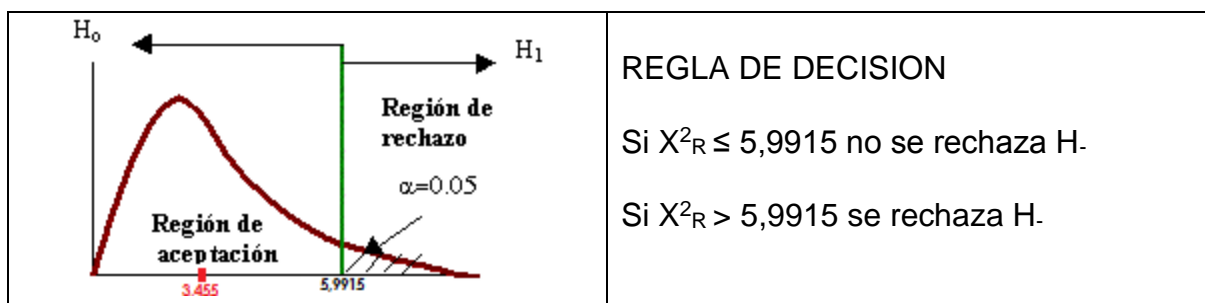 Hₒ
H₁
Región de
rechazo
α=0.05
Región de
aceptación
3.455
5,9915
REGLA DE DECISION
Si X²R ≤ 5,9915 no se rechaza H-
Si X²R > 5,9915 se rechaza H-